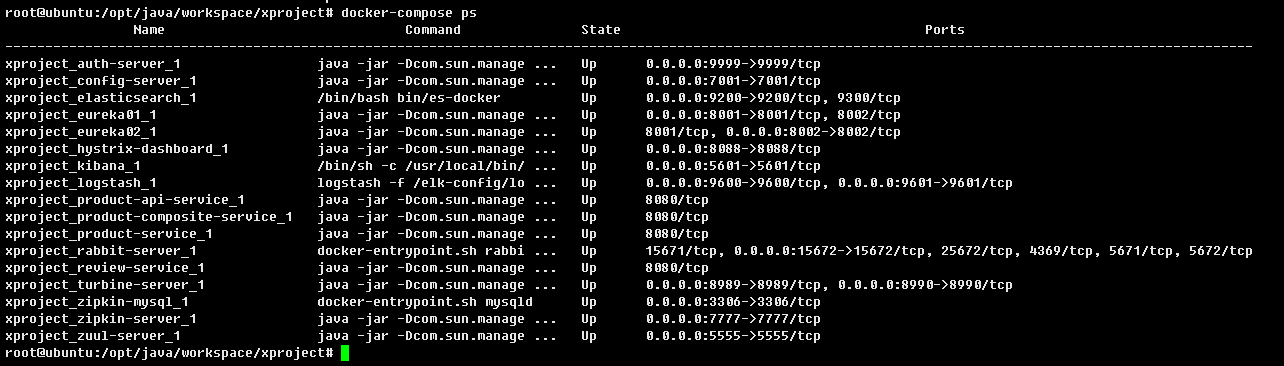 root@ubuntu:/opt/java/workspace/xproject# docker-compose ps
Name Command State Ports
---------------------------------------------------------------------------------------------------------------------------------------------------------
xproject_auth-server_1 java -jar -Dcom.sun.manage ... Up 0.0.0.0:9999->9999/tcp
xproject_config-server_1 java -jar -Dcom.sun.manage ... Up 0.0.0.0:7001->7001/tcp
xproject_elasticsearch_1 /bin/bash bin/es-docker Up 0.0.0.0:9200->9200/tcp, 9300/tcp
xproject_eureka01_1 java -jar -Dcom.sun.manage ... Up 0.0.0.0:8001->8001/tcp, 8002/tcp
xproject_eureka02_1 java -jar -Dcom.sun.manage ... Up 8001/tcp, 0.0.0.0:8002->8002/tcp
xproject_hystrix-dashboard_1 java -jar -Dcom.sun.manage ... Up 0.0.0.0:8088->8088/tcp
xproject_kibana_1 /bin/sh -c /usr/local/bin/ ... Up 0.0.0.0:5601->5601/tcp
xproject_logstash_1 logstash -f /elk-config/lo ... Up 0.0.0.0:9600->9600/tcp, 0.0.0.0:9601->9601/tcp
xproject_product-api-service_1 java -jar -Dcom.sun.manage ... Up 8080/tcp
xproject_product-composite-service_1 java -jar -Dcom.sun.manage ... Up 8080/tcp
xproject_product-service_1 java -jar -Dcom.sun.manage ... Up 8080/tcp
xproject_rabbit-server_1 docker-entrypoint.sh rabbi ... Up 15671/tcp, 0.0.0.0:15672->15672/tcp, 25672/tcp, 4369/tcp, 5671/tcp, 5672/tcp
xproject_review-service_1 java -jar -Dcom.sun.manage ... Up 8080/tcp
xproject_turbine-server_1 java -jar -Dcom.sun.manage ... Up 0.0.0.0:8989->8989/tcp, 0.0.0.0:8990->8990/tcp
xproject_zipkin-mysql_1 docker-entrypoint.sh mysqld Up 0.0.0.0:3306->3306/tcp
xproject_zipkin-server_1 java -jar -Dcom.sun.manage ... Up 0.0.0.0:7777->7777/tcp
xproject_zuul-server_1 java -jar -Dcom.sun.manage ... Up 0.0.0.0:5555->5555/tcp
root@ubuntu:/opt/java/workspace/xproject#